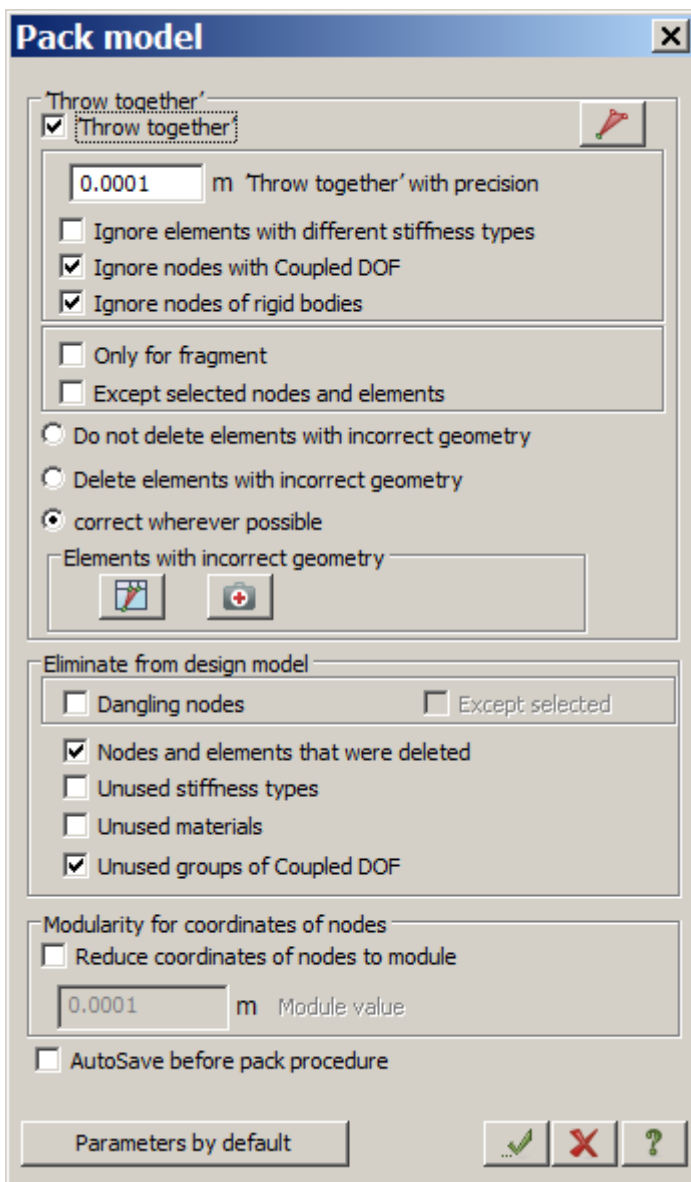 Pack model
'Throw together'
'Throw together'
0.0001 m 'Throw together' with precision
Ignore elements with different stiffness types
Ignore nodes with Coupled DOF
Ignore nodes of rigid bodies
Only for fragment
Except selected nodes and elements
Do not delete elements with incorrect geometry
Delete elements with incorrect geometry
correct wherever possible
Elements with incorrect geometry
Eliminate from design model
Dangling nodes Except selected
Nodes and elements that were deleted
Unused stiffness types
Unused materials
Unused groups of Coupled DOF
Modularity for coordinates of nodes
Reduce coordinates of nodes to module
0.0001 m Module value
AutoSave before pack procedure
Parameters by default ... ?